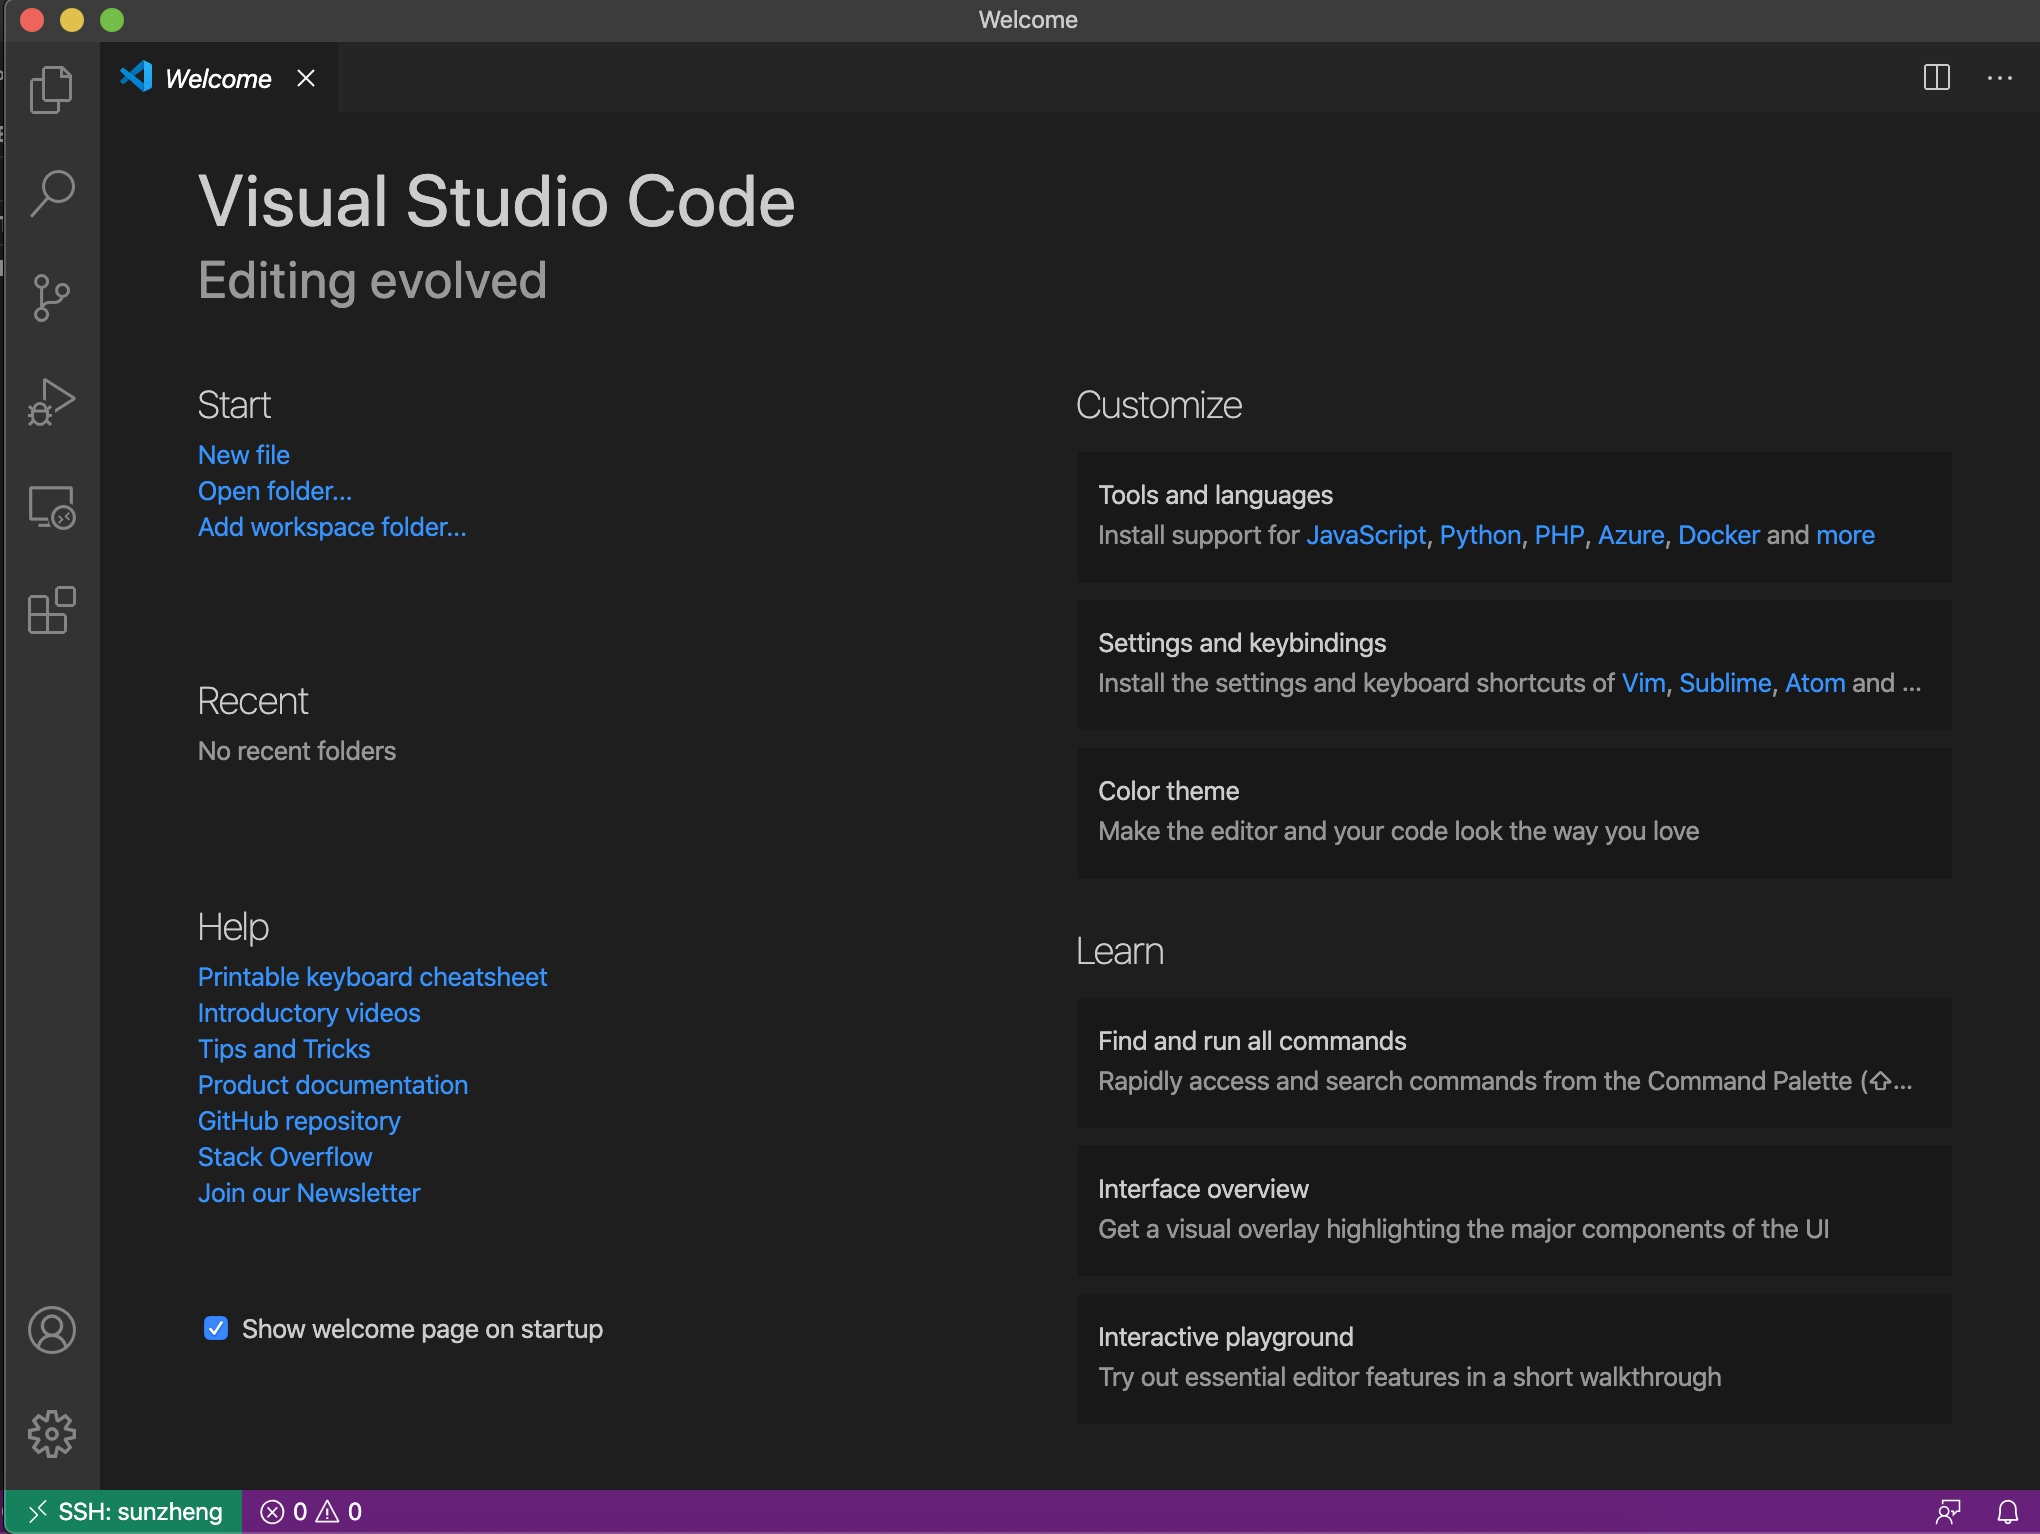 Welcome
Welcome
Visual Studio Code
Editing evolved
Start
New file
Open folder...
Add workspace folder...
Recent
No recent folders
Help
Printable keyboard cheatsheet
Introductory videos
Tips and Tricks
Product documentation
GitHub repository
Stack Overflow
Join our Newsletter
Show welcome page on startup
Customize
Tools and languages
Install support for JavaScript, Python, PHP, Azure, Docker and more
Settings and keybindings
Install the settings and keyboard shortcuts of Vim, Sublime, Atom and ...
Color theme
Make the editor and your code look the way you love
Learn
Find and run all commands
Rapidly access and search commands from the Command Palette (⇧...
Interface overview
Get a visual overlay highlighting the major components of the UI
Interactive playground
Try out essential editor features in a short walkthrough
SSH: sunzheng 0 0